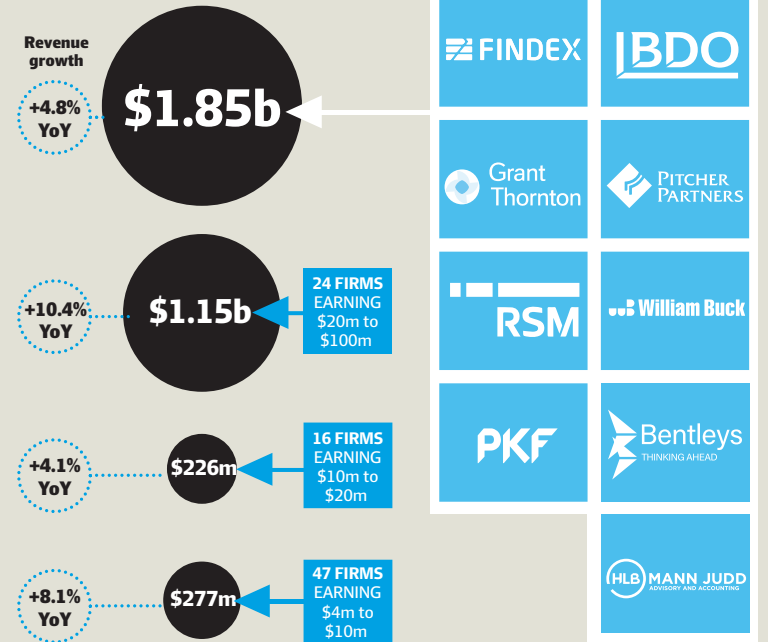 Revenue
growth
+4.8%
YoY
$1.85b
+10.4%
YoY
$1.15b
24 FIRMS
EARNING
$20m to
$100m
+4.1%
YoY
$226m
16 FIRMS
EARNING
$10m to
$20m
+8.1%
YoY
$277m
47 FIRMS
EARNING
$4m to
$10m
FINDEX
BDO
Grant
Thornton
PITCHER
PARTNERS
RSM
William Buck
PKF
Bentleys
THINKING AHEAD
HLB MANN JUDD
ADVISORY AND ACCOUNTING